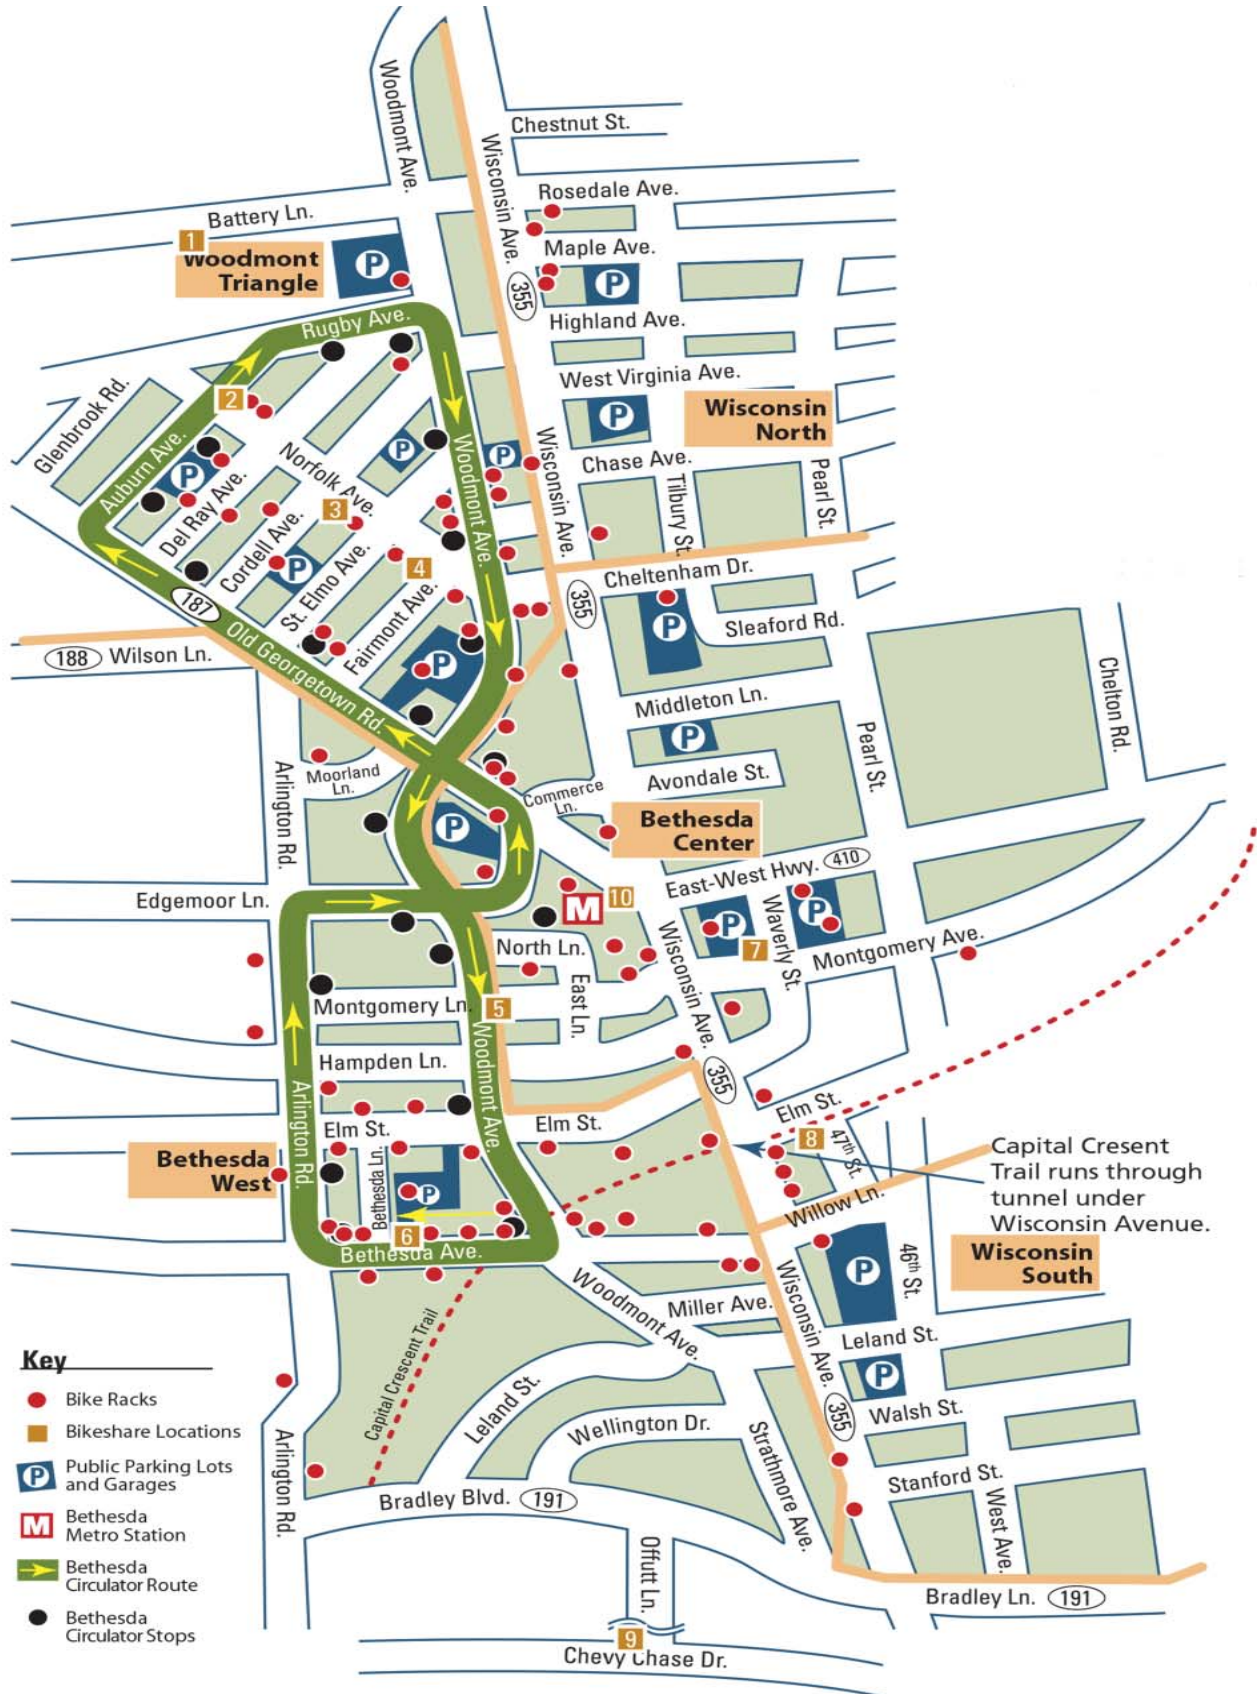 Woodmont Ave.
Chestnut St.
Wisconsin Ave.
Rosedale Ave.
Battery Ln.
1
Woodmont
Triangle
P
Maple Ave.
355
P
Highland Ave.
Rugby Ave.
West Virginia Ave.
Glenbrook Rd.
2
P
Wisconsin
North
Auburn Ave.
P
Norfolk Ave.
P
Woodmont Ave.
P
Wisconsin Ave.
Chase Ave.
Tilbury St.
Pearl St.
Del Ray Ave.
Cordell Ave.
3
P
St. Elmo Ave.
4
Fairmont Ave.
Cheltenham Dr.
355
187
P
Sleaford Rd.
188
Wilson Ln.
Old Georgetown Rd.
P
Middleton Ln.
Chelton Rd.
Pearl St.
P
Avondale St.
Arlington Rd.
Moorland
Ln.
Commerce
Ln.
P
Bethesda
Center
East-West Hwy.
410
Edgemoor Ln.
M
10
P
7
Waverly St.
P
Montgomery Ave.
North Ln.
East Ln.
Wisconsin Ave.
Montgomery Ln.
5
Woodmont Ave.
Hampden Ln.
355
Arlington Rd.
Elm St.
Elm St.
Elm St.
8
47th St.
Capital Cresent
Trail runs through
tunnel under
Wisconsin Avenue.
Bethesda
West
Bethesda Ln.
P
Willow Ln.
6
Bethesda Ave.
Wisconsin
South
46th St.
P
Woodmont Ave.
Miller Ave.
Wisconsin Ave.
Leland St.
P
355
Walsh St.
Capital Crescent Trail
Leland St.
Wellington Dr.
Strathmore Ave.
Stanford St.
West Ave.
Arlington Rd.
Bradley Blvd.
191
Offutt Ln.
Bradley Ln.
191
9
Chevy Chase Dr.
Key
Bike Racks
Bikeshare Locations
P
Public Parking Lots
and Garages
M
Bethesda
Metro Station
Bethesda
Circulator Route
Bethesda
Circulator Stops